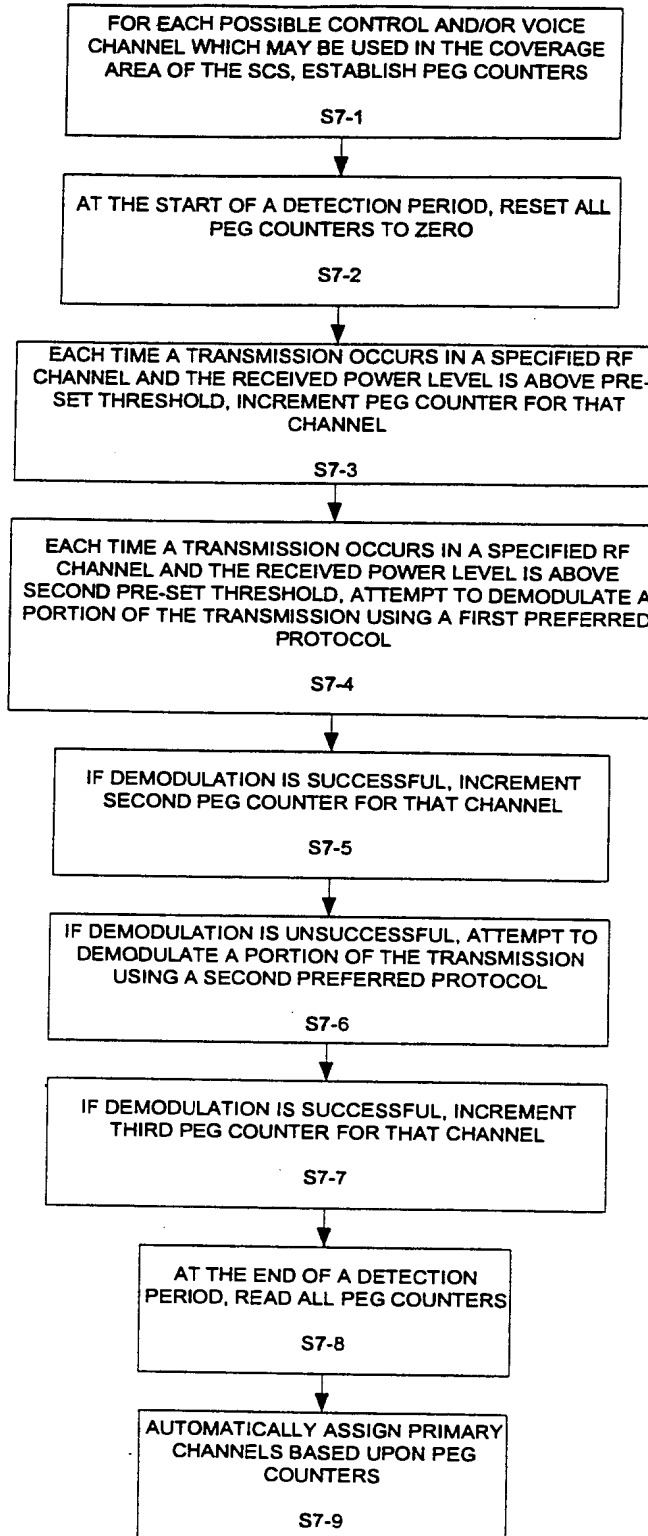 FOR EACH POSSIBLE CONTROL AND/OR VOICE
CHANNEL WHICH MAY BE USED IN THE COVERAGE
AREA OF THE SCS, ESTABLISH PEG COUNTERS
S7-1
AT THE START OF A DETECTION PERIOD, RESET ALL
PEG COUNTERS TO ZERO
S7-2
EACH TIME A TRANSMISSION OCCURS IN A SPECIFIED RF
CHANNEL AND THE RECEIVED POWER LEVEL IS ABOVE PRE-
SET THRESHOLD, INCREMENT PEG COUNTER FOR THAT
CHANNEL
S7-3
EACH TIME A TRANSMISSION OCCURS IN A SPECIFIED RF
CHANNEL AND THE RECEIVED POWER LEVEL IS ABOVE
SECOND PRE-SET THRESHOLD, ATTEMPT TO DEMODULATE A
PORTION OF THE TRANSMISSION USING A FIRST PREFERRED
PROTOCOL
S7-4
IF DEMODULATION IS SUCCESSFUL, INCREMENT
SECOND PEG COUNTER FOR THAT CHANNEL
S7-5
IF DEMODULATION IS UNSUCCESSFUL, ATTEMPT TO
DEMODULATE A PORTION OF THE TRANSMISSION
USING A SECOND PREFERRED PROTOCOL
S7-6
IF DEMODULATION IS SUCCESSFUL, INCREMENT
THIRD PEG COUNTER FOR THAT CHANNEL
S7-7
AT THE END OF A DETECTION
PERIOD, READ ALL PEG COUNTERS
S7-8
AUTOMATICALLY ASSIGN PRIMARY
CHANNELS BASED UPON PEG
COUNTERS
S7-9